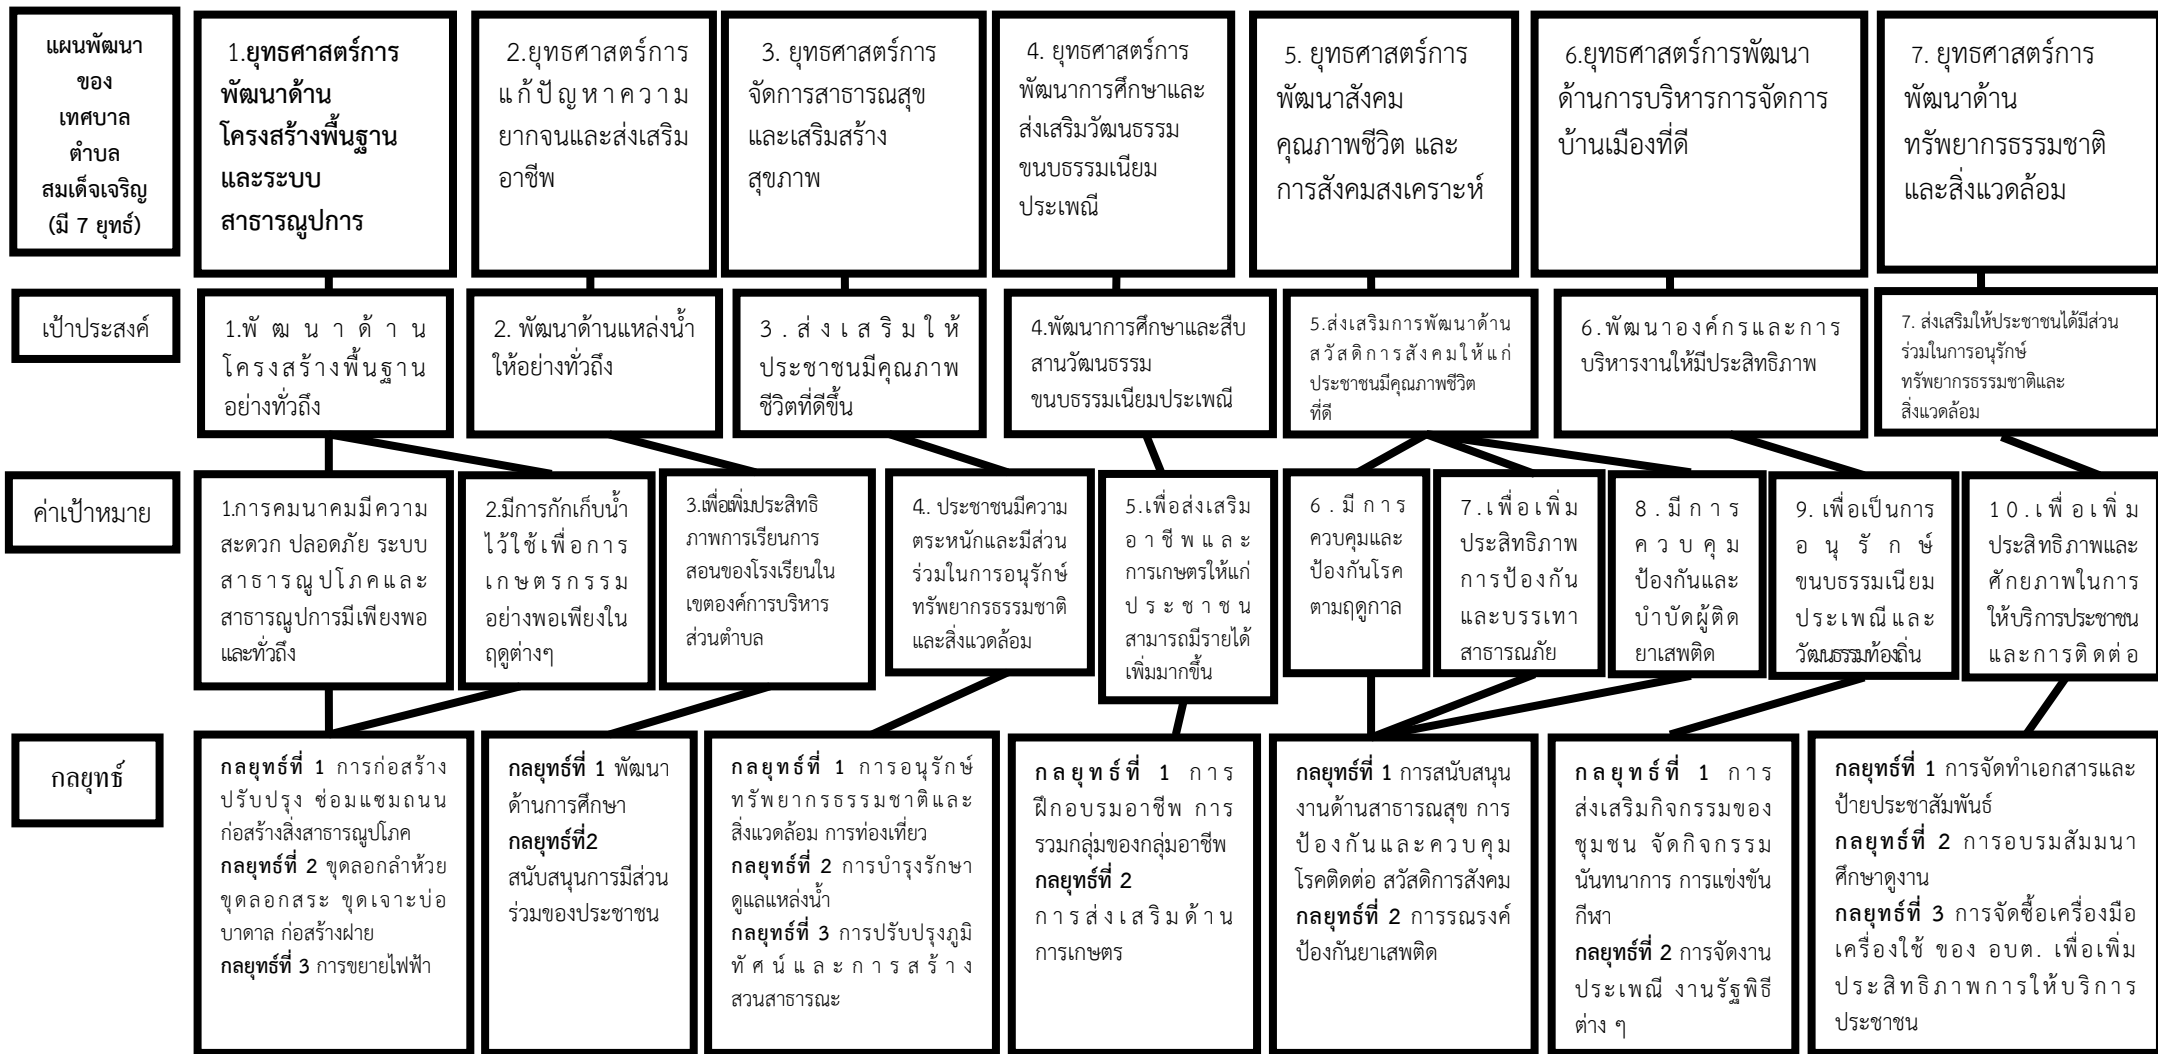 แผนพัฒนา
ของ
เทศบาล
ตำบล
สมเด็จเจริญ
(มี 7 ยุทธ์)
1.ยุทธศาสตร์การ
พัฒนาด้าน
โครงสร้างพื้นฐาน
และระบบ
สาธารณูปการ
2.ยุทธศาสตร์การ
แก้ปัญหาความ
ยากจนและส่งเสริม
อาชีพ
3. ยุทธศาสตร์การ
จัดการสาธารณสุข
และเสริมสร้าง
สุขภาพ
4. ยุทธศาสตร์การ
พัฒนาการศึกษาและ
ส่งเสริมวัฒนธรรม
ขนบธรรมเนียม
ประเพณี
5. ยุทธศาสตร์การ
พัฒนาสังคม
คุณภาพชีวิต และ
การสังคมสงเคราะห์
6.ยุทธศาสตร์การพัฒนา
ด้านการบริหารการจัดการ
บ้านเมืองที่ดี
7. ยุทธศาสตร์การ
พัฒนาด้าน
ทรัพยากรธรรมชาติ
และสิ่งแวดล้อม
เป้าประสงค์
1.พัฒนาด้าน
โครงสร้างพื้นฐาน
อย่างทั่วถึง
2. พัฒนาด้านแหล่งน้ำ
ให้อย่างทั่วถึง
3.ส่งเสริมให้
ประชาชนมีคุณภาพ
ชีวิตที่ดีขึ้น
4.พัฒนาการศึกษาและสืบ
สานวัฒนธรรม
ขนบธรรมเนียมประเพณี
5.ส่งเสริมการพัฒนาด้าน
สวัสดิการสังคมให้แก่
ประชาชนมีคุณภาพชีวิต
ที่ดี
6.พัฒนาองค์กรและการ
บริหารงานให้มีประสิทธิภาพ
7. ส่งเสริมให้ประชาชนได้มีส่วน
ร่วมในการอนุรักษ์
ทรัพยากรธรรมชาติและ
สิ่งแวดล้อม
ค่าเป้าหมาย
1.การคมนาคมมีความ
สะดวก ปลอดภัย ระบบ
สาธารณูปโภคและ
สาธารณูปการมีเพียงพอ
และทั่วถึง
2.มีการกักเก็บน้ำ
ไว้ใช้เพื่อการ
เกษตรกรรม
อย่างพอเพียงใน
ฤดูต่างๆ
3.เพื่อเพิ่มประสิทธิ
ภาพการเรียนการ
สอนของโรงเรียนใน
เขตองค์การบริหาร
ส่วนตำบล
4.. ประชาชนมีความ
ตระหนักและมีส่วน
ร่วมในการอนุรักษ์
ทรัพยากรธรรมชาติ
และสิ่งแวดล้อม
5.เพื่อส่งเสริม
อาชีพและ
การเกษตรให้แก่
ประชาชน
สามารถมีรายได้
เพิ่มมากขึ้น
6.มีการ
ควบคุมและ
ป้องกันโรค
ตามฤดูกาล
7.เพื่อเพิ่ม
ประสิทธิภาพ
การป้องกัน
และบรรเทา
สาธารณภัย
8.มีการ
ควบคุม
ป้องกันและ
บำบัดผู้ติด
ยาเสพติด
9. เพื่อเป็นการ
อนุรักษ์
ขนบธรรมเนียม
ประเพณีและ
วัฒนธรรมท้องถิ่น
10.เพื่อเพิ่ม
ประสิทธิภาพและ
ศักยภาพในการ
ให้บริการประชาชน
และการติดต่อ
กลยุทธ์
กลยุทธ์ที่ 1 การก่อสร้าง
ปรับปรุง ซ่อมแซมถนน
ก่อสร้างสิ่งสาธารณูปโภค
กลยุทธ์ที่ 2 ขุดลอกลำห้วย
ขุดลอกสระ ขุดเจาะบ่อ
บาดาล ก่อสร้างฝาย
กลยุทธ์ที่ 3 การขยายไฟฟ้า
กลยุทธ์ที่ 1 พัฒนา
ด้านการศึกษา
กลยุทธ์ที่2
สนับสนุนการมีส่วน
ร่วมของประชาชน
กลยุทธ์ที่ 1 การอนุรักษ์
ทรัพยากรธรรมชาติและ
สิ่งแวดล้อม การท่องเที่ยว
กลยุทธ์ที่ 2 การบำรุงรักษา
ดูแลแหล่งน้ำ
กลยุทธ์ที่ 3 การปรับปรุงภูมิ
ทัศน์และการสร้าง
สวนสาธารณะ
กลยุทธ์ที่ 1 การ
ฝึกอบรมอาชีพ การ
รวมกลุ่มของกลุ่มอาชีพ
กลยุทธ์ที่ 2
การส่งเสริมด้าน
การเกษตร
กลยุทธ์ที่ 1 การสนับสนุน
งานด้านสาธารณสุข การ
ป้องกันและควบคุม
โรคติดต่อ สวัสดิการสังคม
กลยุทธ์ที่ 2 การรณรงค์
ป้องกันยาเสพติด
กลยุทธ์ที่ 1 การ
ส่งเสริมกิจกรรมของ
ชุมชน จัดกิจกรรม
นันทนาการ การแข่งขัน
กีฬา
กลยุทธ์ที่ 2 การจัดงาน
ประเพณี งานรัฐพิธี
ต่าง ๆ
กลยุทธ์ที่ 1 การจัดทำเอกสารและ
ป้ายประชาสัมพันธ์
กลยุทธ์ที่ 2 การอบรมสัมมนา
ศึกษาดูงาน
กลยุทธ์ที่ 3 การจัดซื้อเครื่องมือ
เครื่องใช้ ของ อบต. เพื่อเพิ่ม
ประสิทธิภาพการให้บริการ
ประชาชน